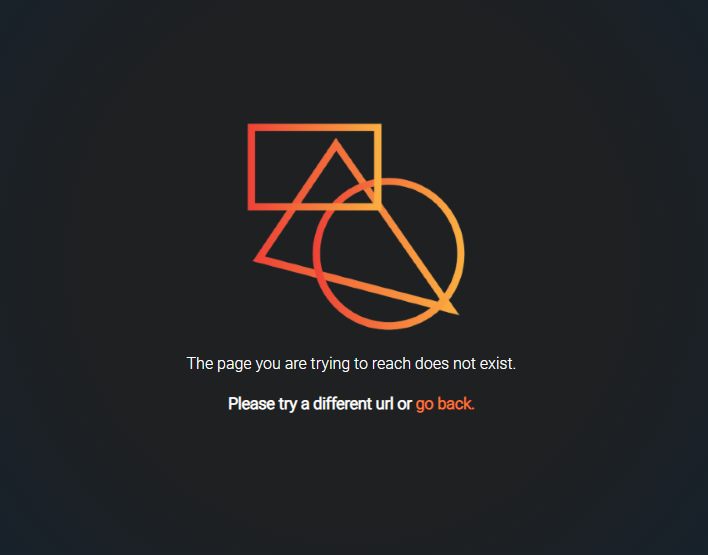 The page you are trying to reach does not exist.
Please try a different url or go back.